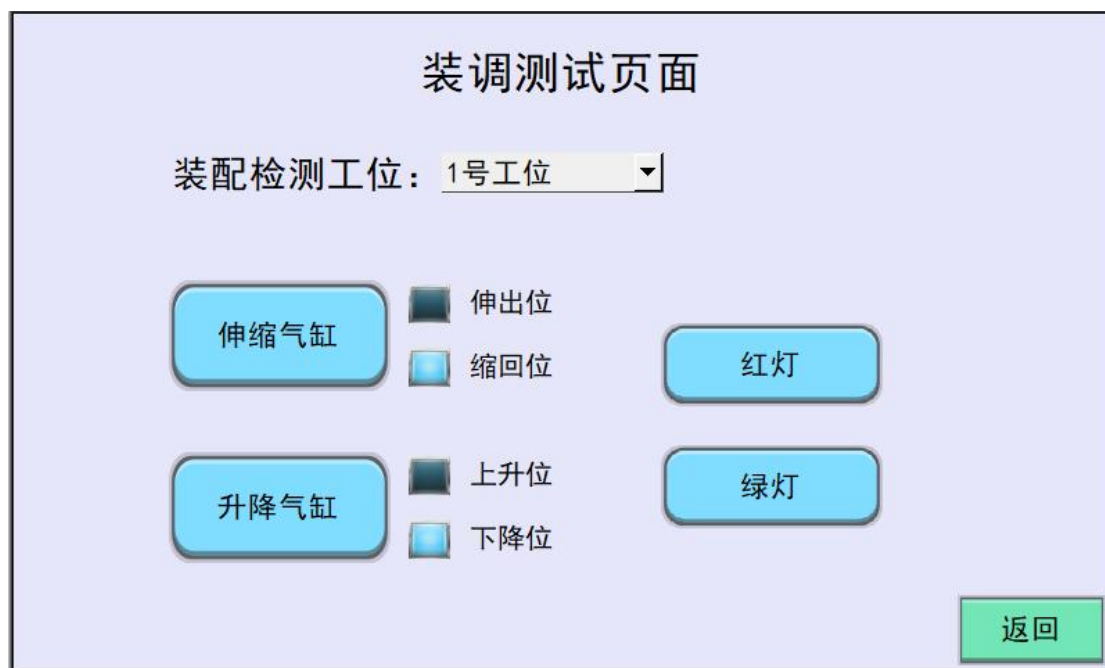 装调测试页面
装配检测工位：1号工位
伸缩气缸
伸出位
缩回位
红灯
升降气缸
上升位
下降位
绿灯
返回